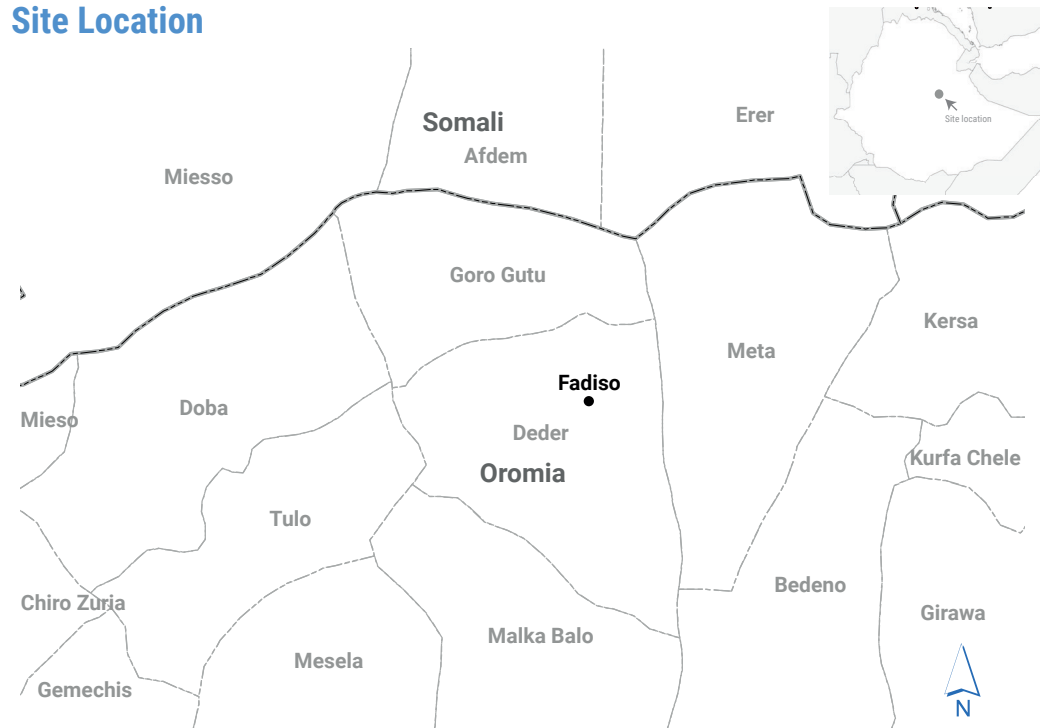 Site Location
Site location
Erer
Somali
Afdem
Miesso
Goro Gutu
Kersa
Meta
Fadiso
Doba
Mieso
Deder
Kurfa Chele
Oromia
Tulo
Bedeno
Chiro Zuria
Girawa
Malka Balo
Mesela
Gemechis
N